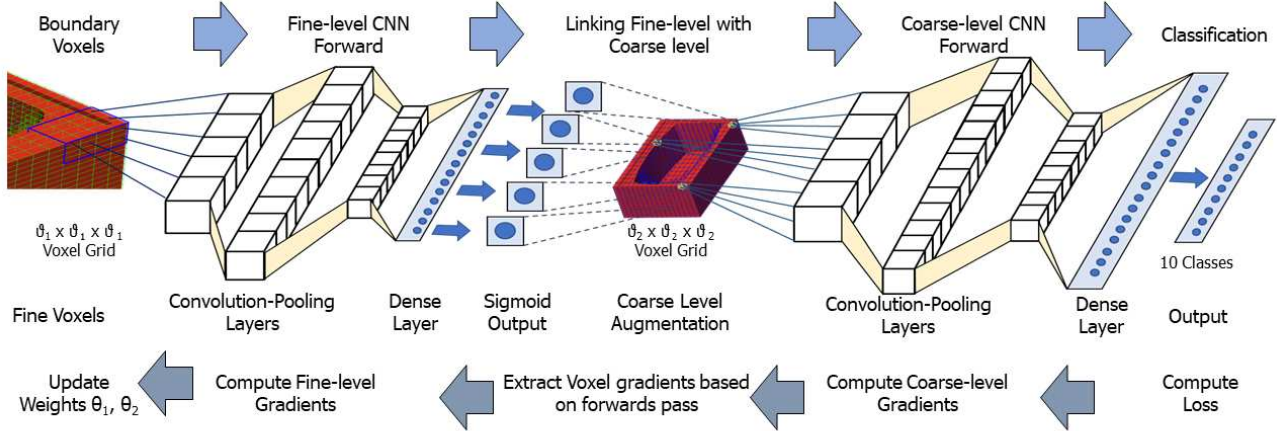 Boundary
Voxels
Fine-level CNN
Forward
Linking Fine-level with
Coarse level
Coarse-level CNN
Forward
Classification
ϑ₁ x ϑ₁ x ϑ₁
Voxel Grid
ϑ₂ x ϑ₂ x ϑ₂
Voxel Grid
10 Classes
Fine Voxels
Convolution-Pooling
Layers
Dense
Layer
Sigmoid
Output
Coarse Level
Augmentation
Convolution-Pooling
Layers
Dense
Layer
Output
Update
Weights θ₁, θ₂
Compute Fine-level
Gradients
Extract Voxel gradients based
on forwards pass
Compute Coarse-level
Gradients
Compute
Loss